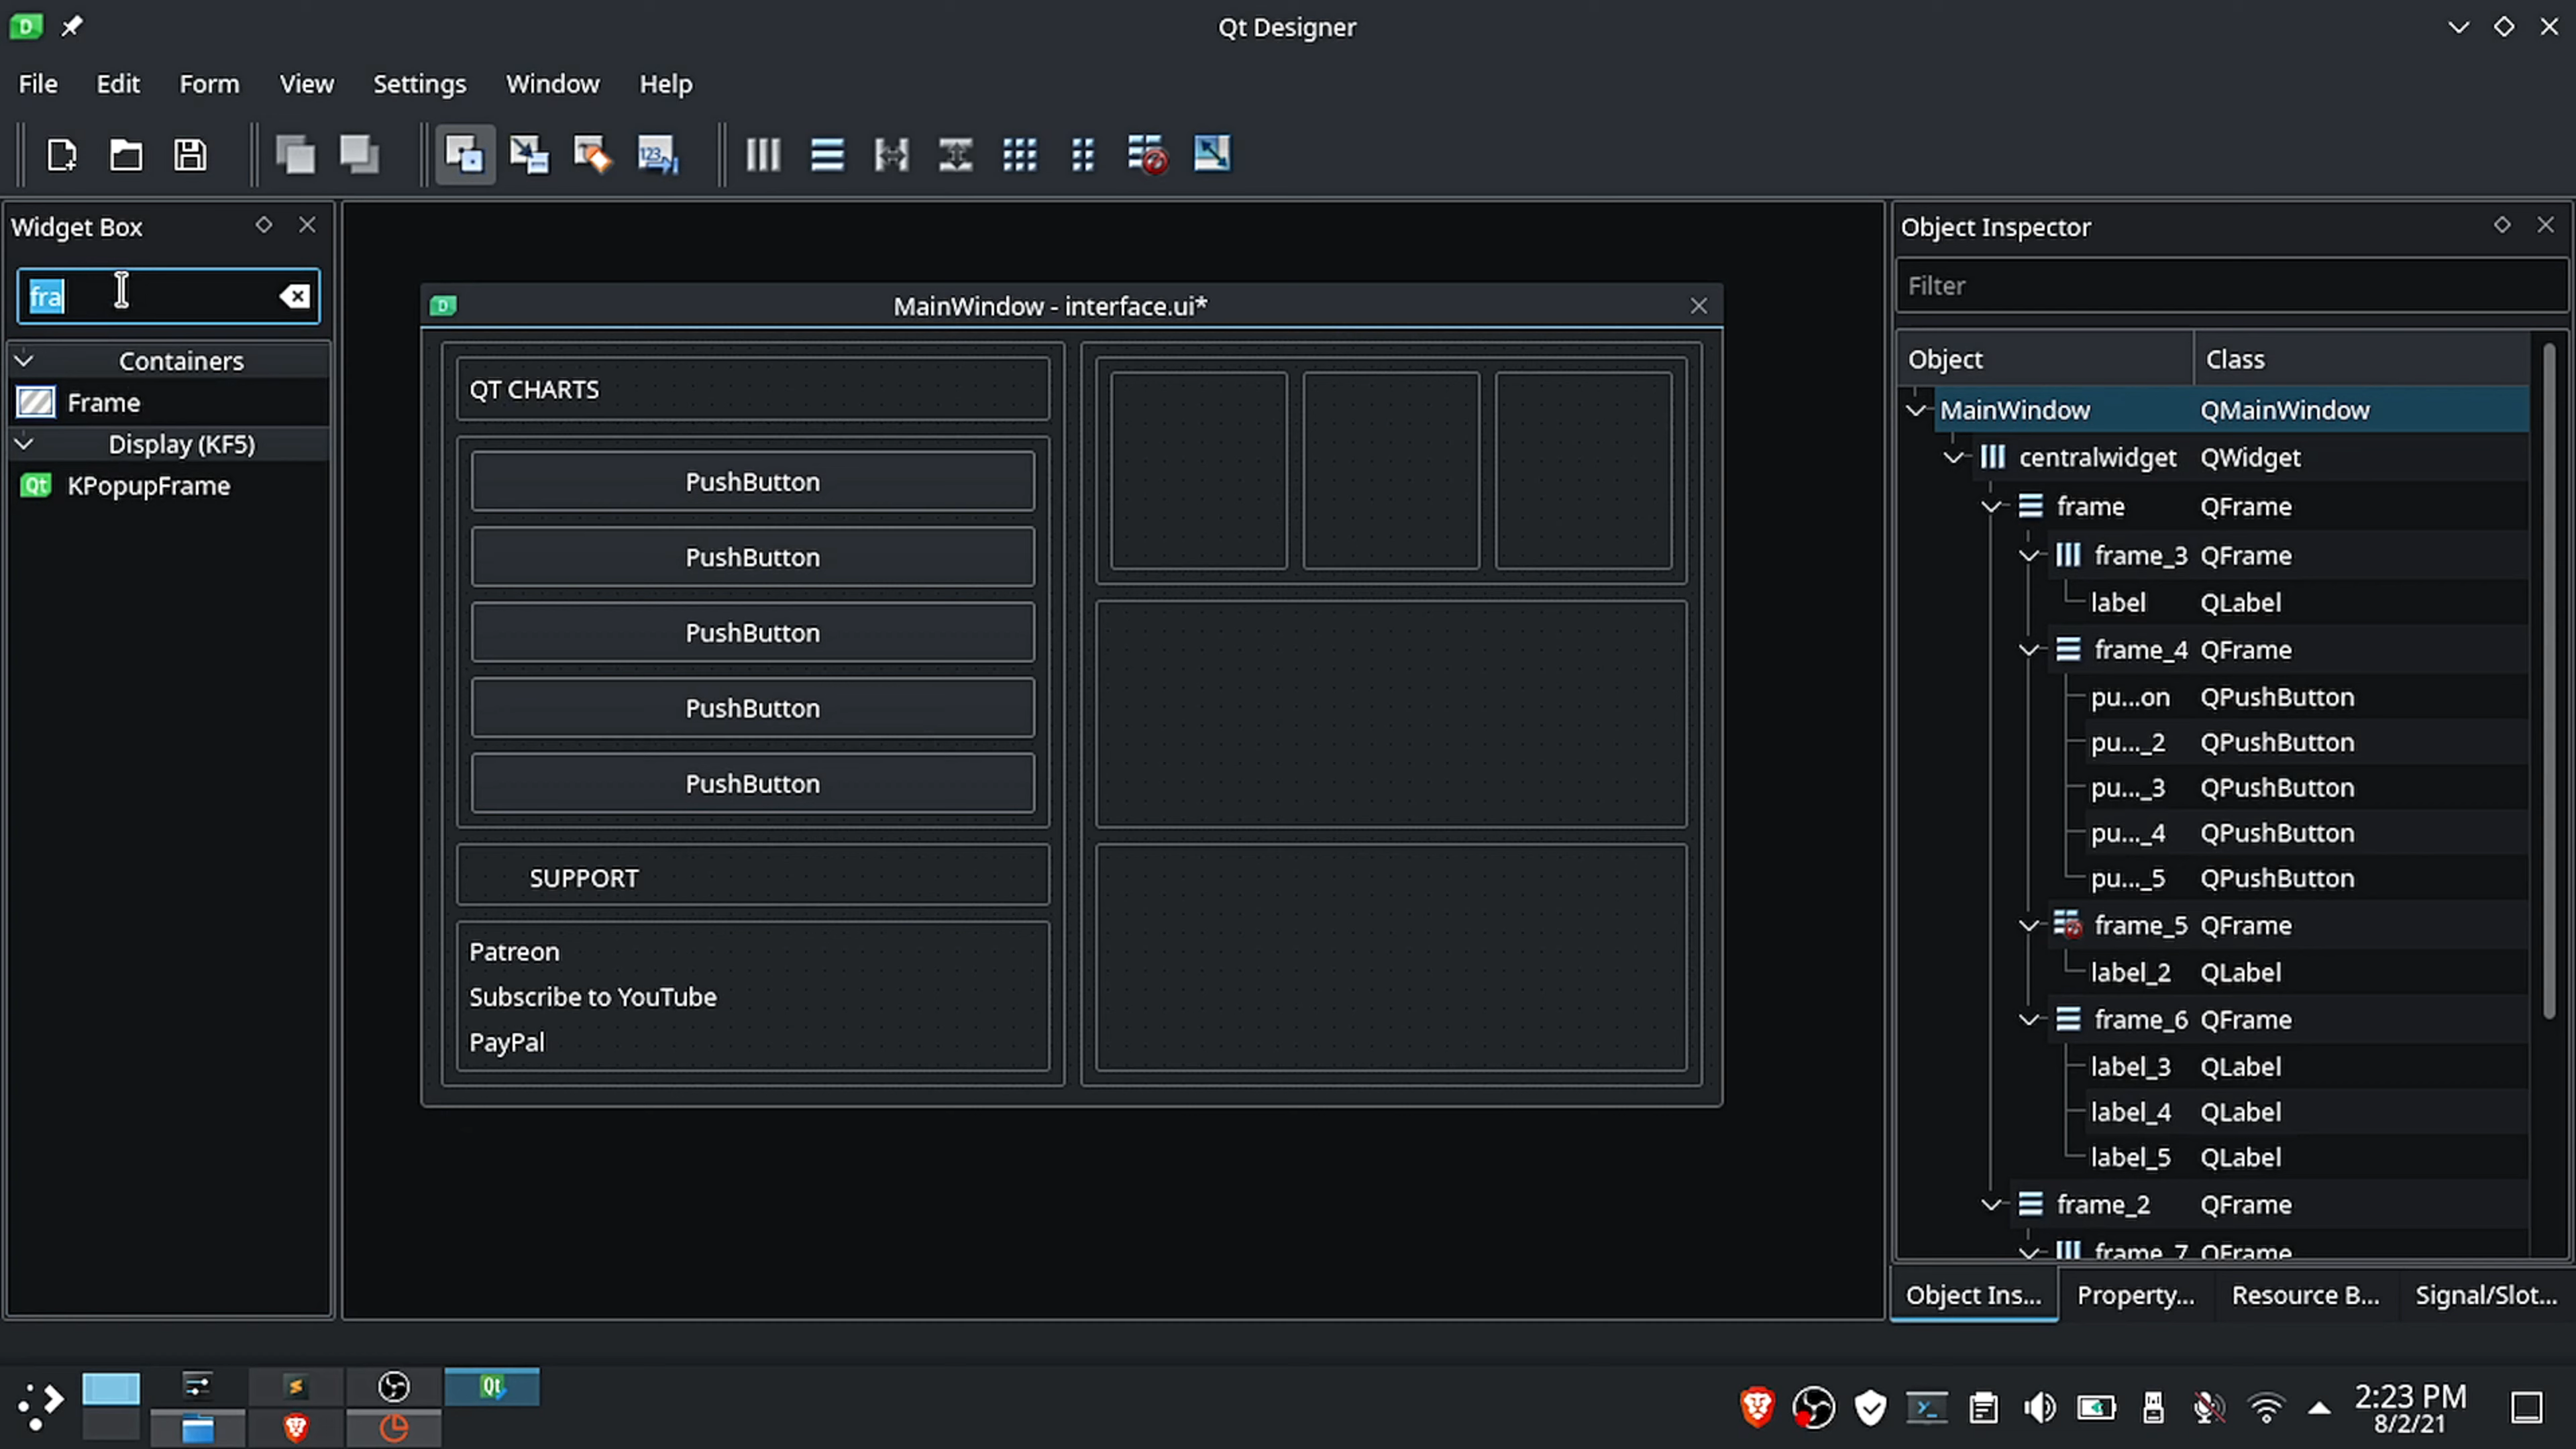 Qt Designer
File Edit Form View Settings Window Help
Widget Box
fra
Containers
Frame
Display (KF5)
Qt KPopupFrame
MainWindow - interface.ui*
QT CHARTS
PushButton
PushButton
PushButton
PushButton
PushButton
SUPPORT
Patreon
Subscribe to YouTube
PayPal
Object Inspector
Filter
Object Class
MainWindow QMainWindow
centralwidget QWidget
frame QFrame
frame_3 QFrame
label QLabel
frame_4 QFrame
pu...on QPushButton
pu..._2 QPushButton
pu..._3 QPushButton
pu..._4 QPushButton
pu..._5 QPushButton
frame_5 QFrame
label_2 QLabel
frame_6 QFrame
label_3 QLabel
label_4 QLabel
label_5 QLabel
frame_2 QFrame
frame_7 QFrame
Object Ins... Property... Resource B... Signal/Slot...
Qt
2:23 PM
8/2/21